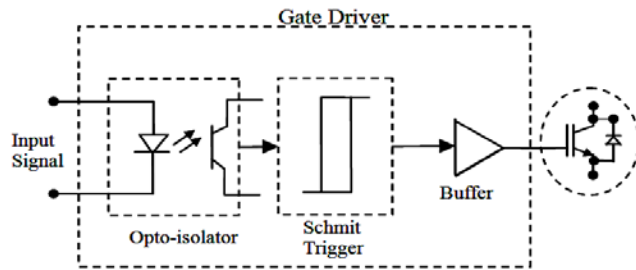 Gate Driver
Input
Signal
Opto-isolator
Schmit
Trigger
Buffer